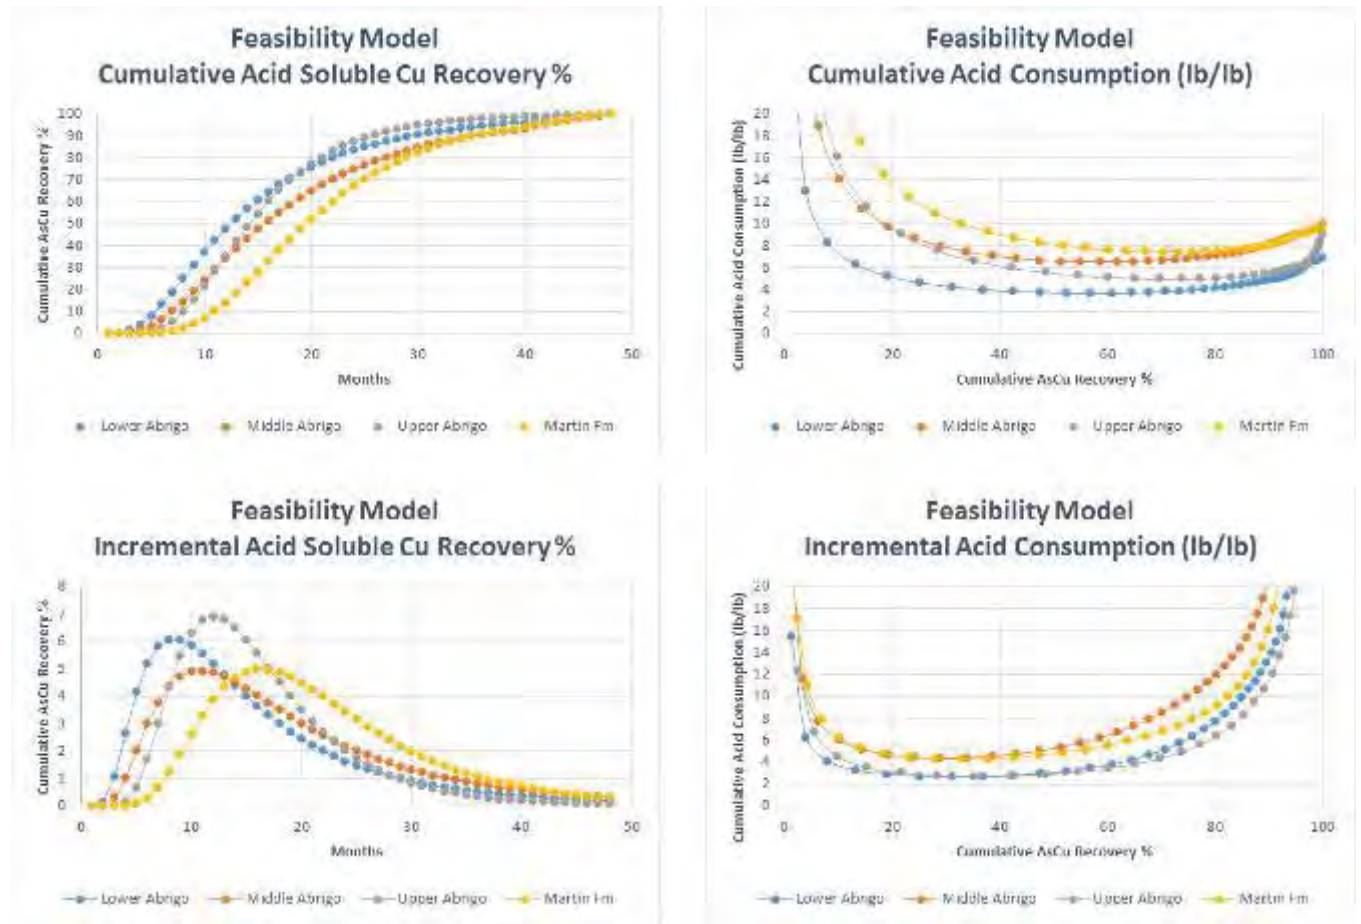 Feasibility Model
Cumulative Acid Soluble Cu Recovery %
Cumulative AsCu Recovery %
100
90
80
70
60
50
40
30
20
10
0
0 10 20 30 40 50
Months
Lower Abrigo Middle Abrigo Upper Abrigo Martin Fm
Feasibility Model
Cumulative Acid Consumption (lb/lb)
Cumulative Acid Consumption (lb/lb)
20
18
16
14
12
10
8
6
4
2
0
0 20 40 60 80 100
Cumulative AsCu Recovery %
Lower Abrigo Middle Abrigo Upper Abrigo Martin Fm
Feasibility Model
Incremental Acid Soluble Cu Recovery %
Cumulative AsCu Recovery %
8
7
6
5
4
3
2
1
0
0 10 20 30 40 50
Months
Lower Abrigo Middle Abrigo Upper Abrigo Martin Fm
Feasibility Model
Incremental Acid Consumption (lb/lb)
Cumulative Acid Consumption (lb/lb)
20
18
16
14
12
10
8
6
4
2
0
0 20 40 60 80 100
Cumulative AsCu Recovery %
Lower Abrigo Middle Abrigo Upper Abrigo Martin Fm